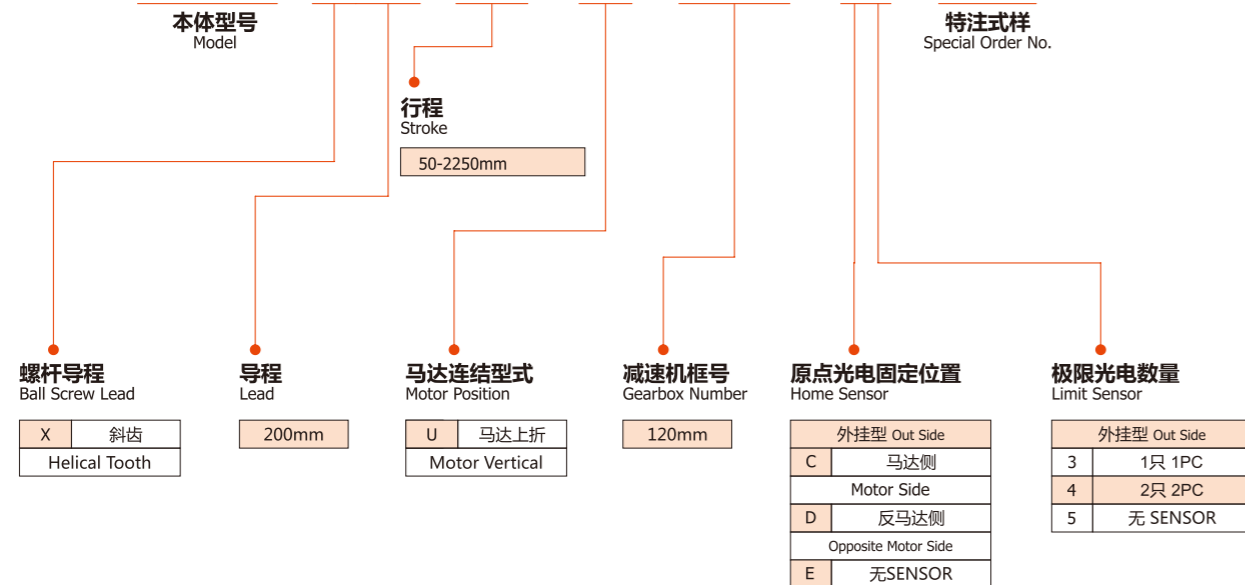 本体型号
Model
特注式样
Special Order No.
行程
Stroke
50-2250mm
螺杆导程
Ball Screw Lead
X 斜齿
Helical Tooth
导程
Lead
200mm
马达连结型式
Motor Position
U 马达上折
Motor Vertical
减速机框号
Gearbox Number
120mm
原点光电固定位置
Home Sensor
外挂型 Out Side
C 马达侧
Motor Side
D 反马达侧
Opposite Motor Side
E 无SENSOR
极限光电数量
Limit Sensor
外挂型 Out Side
3 1只 1PC
4 2只 2PC
5 无 SENSOR